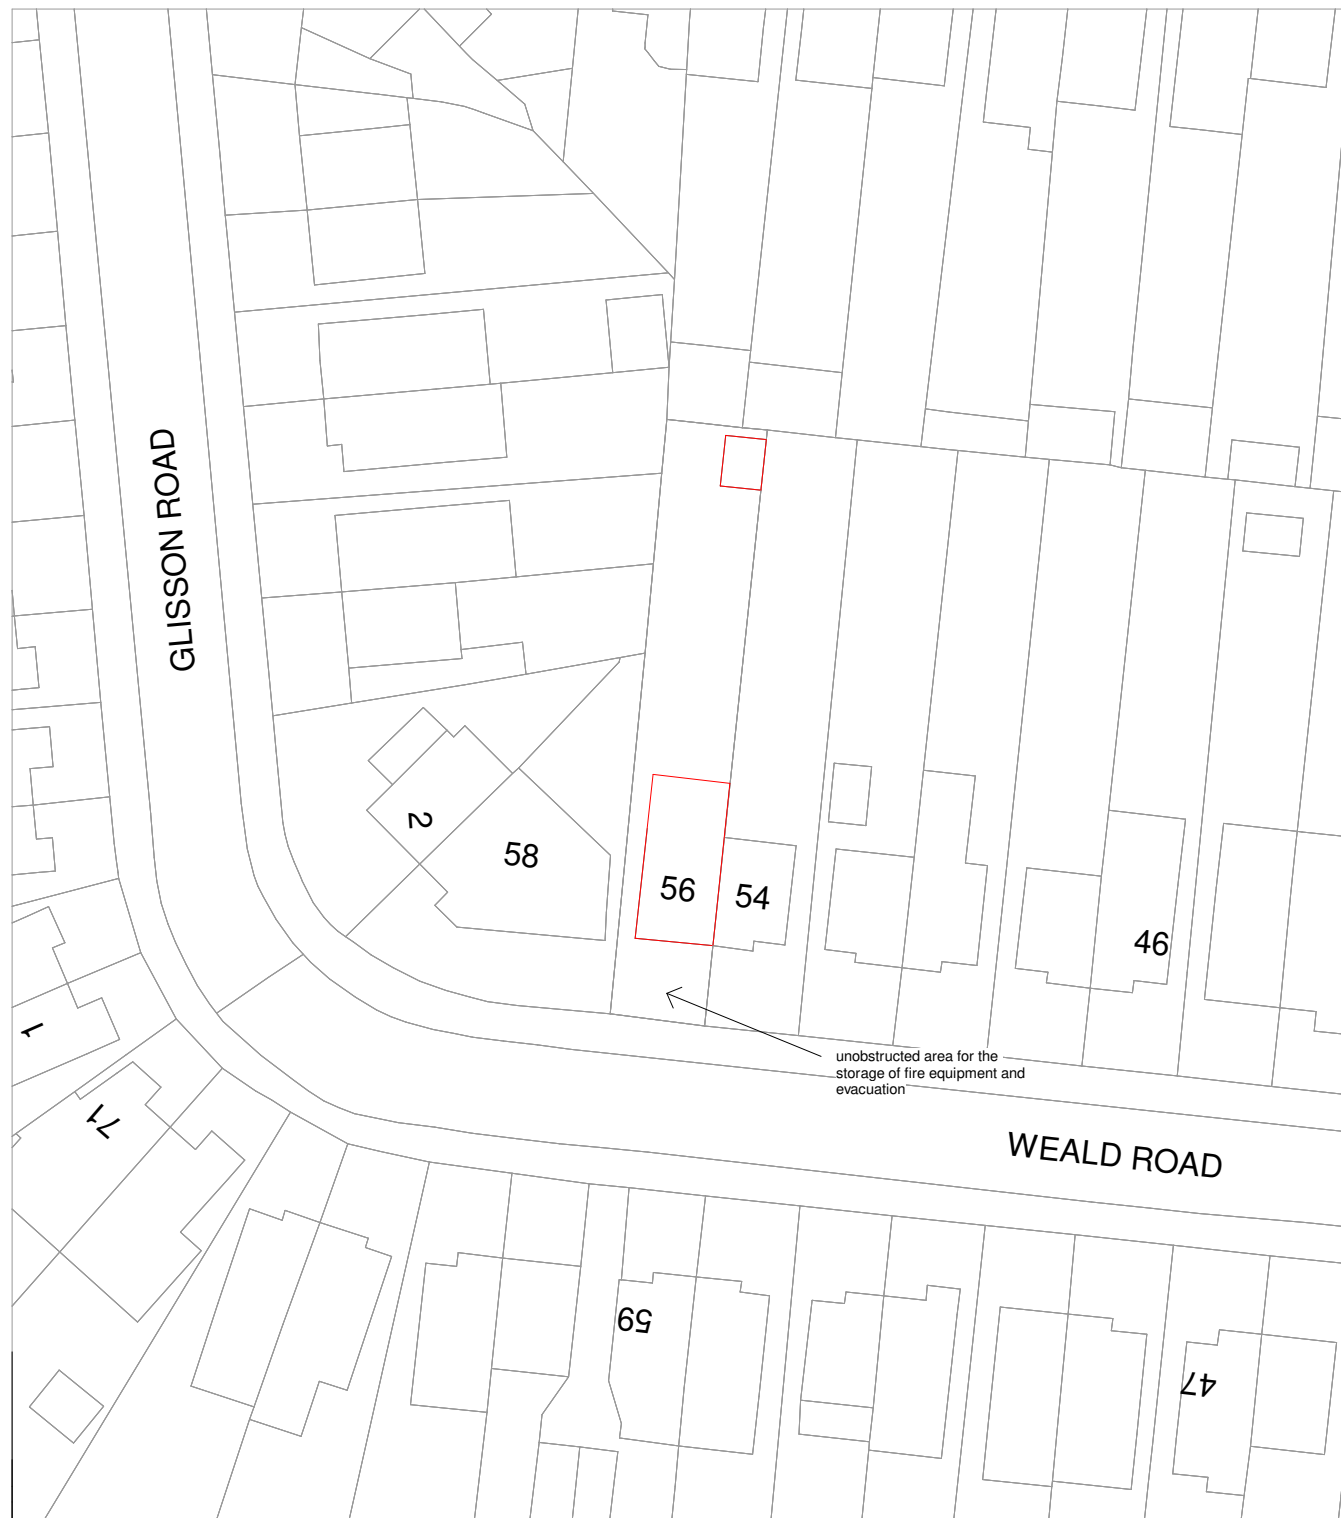 GLISSON ROAD
2
58
56
54
46
1
unobstructed area for the
storage of fire equipment and
evacuation
71
WEALD ROAD
59
47